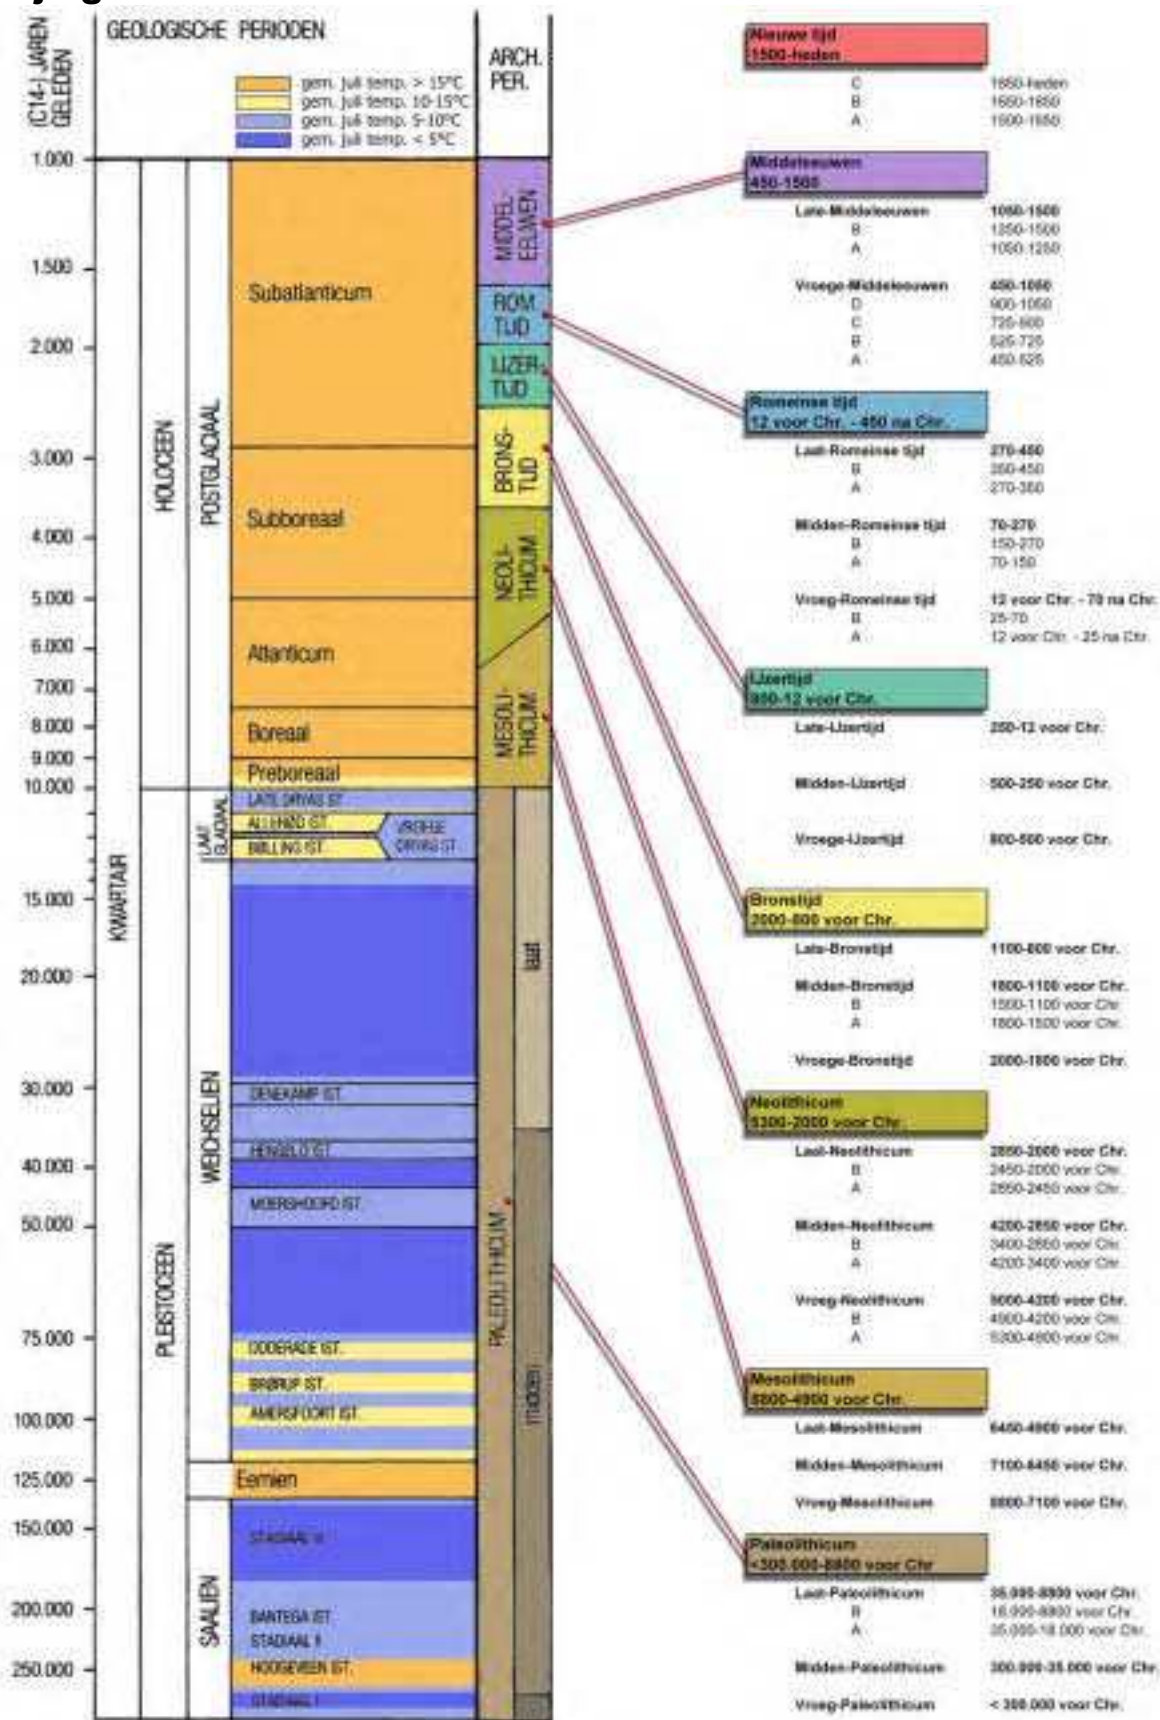 GEOLOGISCHE PERIODEN
(C14-) JAREN
GELEDEN
ARCH.
PER.
gem. juli temp. > 15°C
gem. juli temp. 10-15°C
gem. juli temp. 5-10°C
gem. juli temp. < 5°C
1.000
1.500
2.000
3.000
4.000
5.000
6.000
7.000
8.000
9.000
10.000
15.000
20.000
30.000
40.000
50.000
75.000
100.000
125.000
150.000
200.000
250.000
KWARTAIR
HOLOCEEN
PLEISTOCEEN
POSTGLACIAAL
LAAT
GLACIAAL
WEICHSELIEN
SAALIEN
Subatlanticum
Subboreaal
Atlanticum
Boreaal
Preboreaal
LATE DRYAS ST
ALLERØD IST.
VROEGE
DRYAS ST.
BØLLING IST.
DENEKAMP IST.
HENGELO IST.
MOERSHOOFD IST.
ODDERADE IST.
BRØRUP IST.
AMERSFOORT IST.
Eemien
BANTEGA IST
STADIAAL II
HOOGEVEEN IST.
STADIAAL I
MIDDEL-
EEUWEN
ROM.
TIJD
IJZER-
TIJD
BRONS-
TIJD
NEOLI-
THICUM
MESOLI-
THICUM
PALEOLITHICUM
laat
midden
Nieuwe tijd
1500-heden
C 1850-heden
B 1650-1850
A 1500-1650
Middeleeuwen
450-1500
Late-Middeleeuwen 1050-1500
B 1250-1500
A 1050-1250
Vroege-Middeleeuwen 450-1050
D 900-1050
C 725-900
B 525-725
A 450-525
Romeinse tijd
12 voor Chr. - 450 na Chr.
Laat-Romeinse tijd 270-450
B 350-450
A 270-350
Midden-Romeinse tijd 70-270
B 150-270
A 70-150
Vroeg-Romeinse tijd 12 voor Chr. - 70 na Chr.
B 25-70
A 12 voor Chr. - 25 na Chr.
IJzertijd
800-12 voor Chr.
Late-IJzertijd 250-12 voor Chr.
Midden-IJzertijd 500-250 voor Chr.
Vroege-IJzertijd 800-500 voor Chr.
Bronstijd
2000-800 voor Chr.
Late-Bronstijd 1100-800 voor Chr.
Midden-Bronstijd 1800-1100 voor Chr.
B 1500-1100 voor Chr.
A 1800-1500 voor Chr.
Vroege-Bronstijd 2000-1800 voor Chr.
Neolithicum
5300-2000 voor Chr.
Laat-Neolithicum 2850-2000 voor Chr.
B 2450-2000 voor Chr.
A 2850-2450 voor Chr.
Midden-Neolithicum 4200-2850 voor Chr.
B 3400-2850 voor Chr.
A 4200-3400 voor Chr.
Vroeg-Neolithicum voor Chr.
B 4900-4200 voor Chr.
A 5300-4900 voor Chr.
Mesolithicum
8800-4900 voor Chr.
Laat-Mesolithicum 6450-4900 voor Chr.
Midden-Mesolithicum 7100-6450 voor Chr.
Vroeg-Mesolithicum 8800-7100 voor Chr.
Paleolithicum
<300.000-8800 voor Chr
Laat-Paleolithicum 35.000-8800 voor Chr.
B 18.000-8800 voor Chr.
A 35.000-18.000 voor Chr.
Midden-Paleolithicum 300.000-35.000 voor Chr.
Vroeg-Paleolithicum < 300.000 voor Chr.